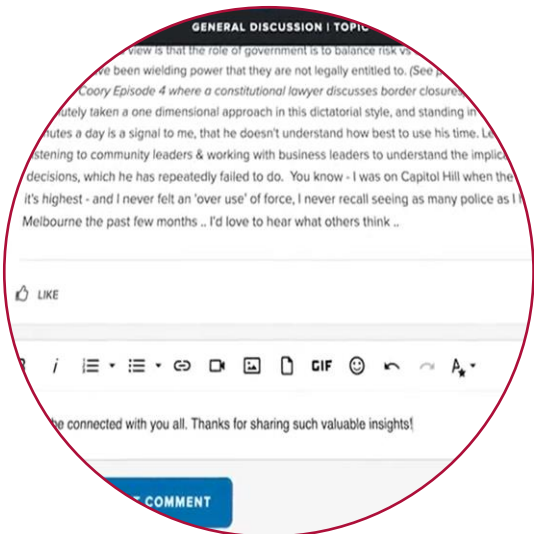 GENERAL DISCUSSION | TOPIC
view is that the role of government is to balance risk vs
been wielding power that they are not legally entitled to. (See
Coory Episode 4 where a constitutional lawyer discusses border closures
taken a one dimensional approach in this dictatorial style, and standing in
a day is a signal to me, that he doesn't understand how best to use his time.
to community leaders & working with business leaders to understand the
decisions, which he has repeatedly failed to do. You know - I was on Capitol Hill when the
it's highest - and I never felt an 'over use' of force, I never recall seeing as many police as I
Melbourne the past few months .. I'd love to hear what others think ..
LIKE
i
GIF
A
be connected with you all. Thanks for sharing such valuable insights!
COMMENT